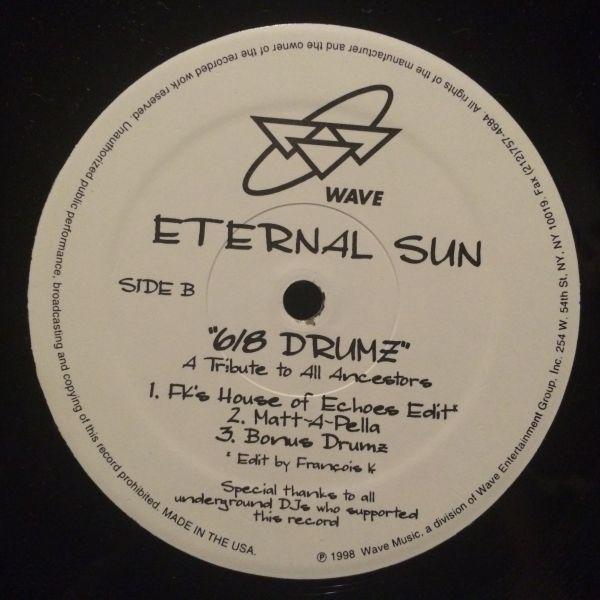 WAVE
ETERNAL SUN
SIDE B
"6/8 DRUMZ"
A Tribute to All Ancestors
1. FK's House of Echoes Edit*
2. Matt-A-Pella
3. Bonus Drumz
* Edit by François K
Special thanks to all
underground DJs who supported
this record
℗ 1998 Wave Music, a division of Wave Entertainment Group, Inc. 254 W. 54th St, NY, NY 10019. Fax (212)757-4684. All rights of the manufacturer and the owner of the recorded work reserved. Unauthorized public performance, broadcasting and copying of this record prohibited. MADE IN THE USA.